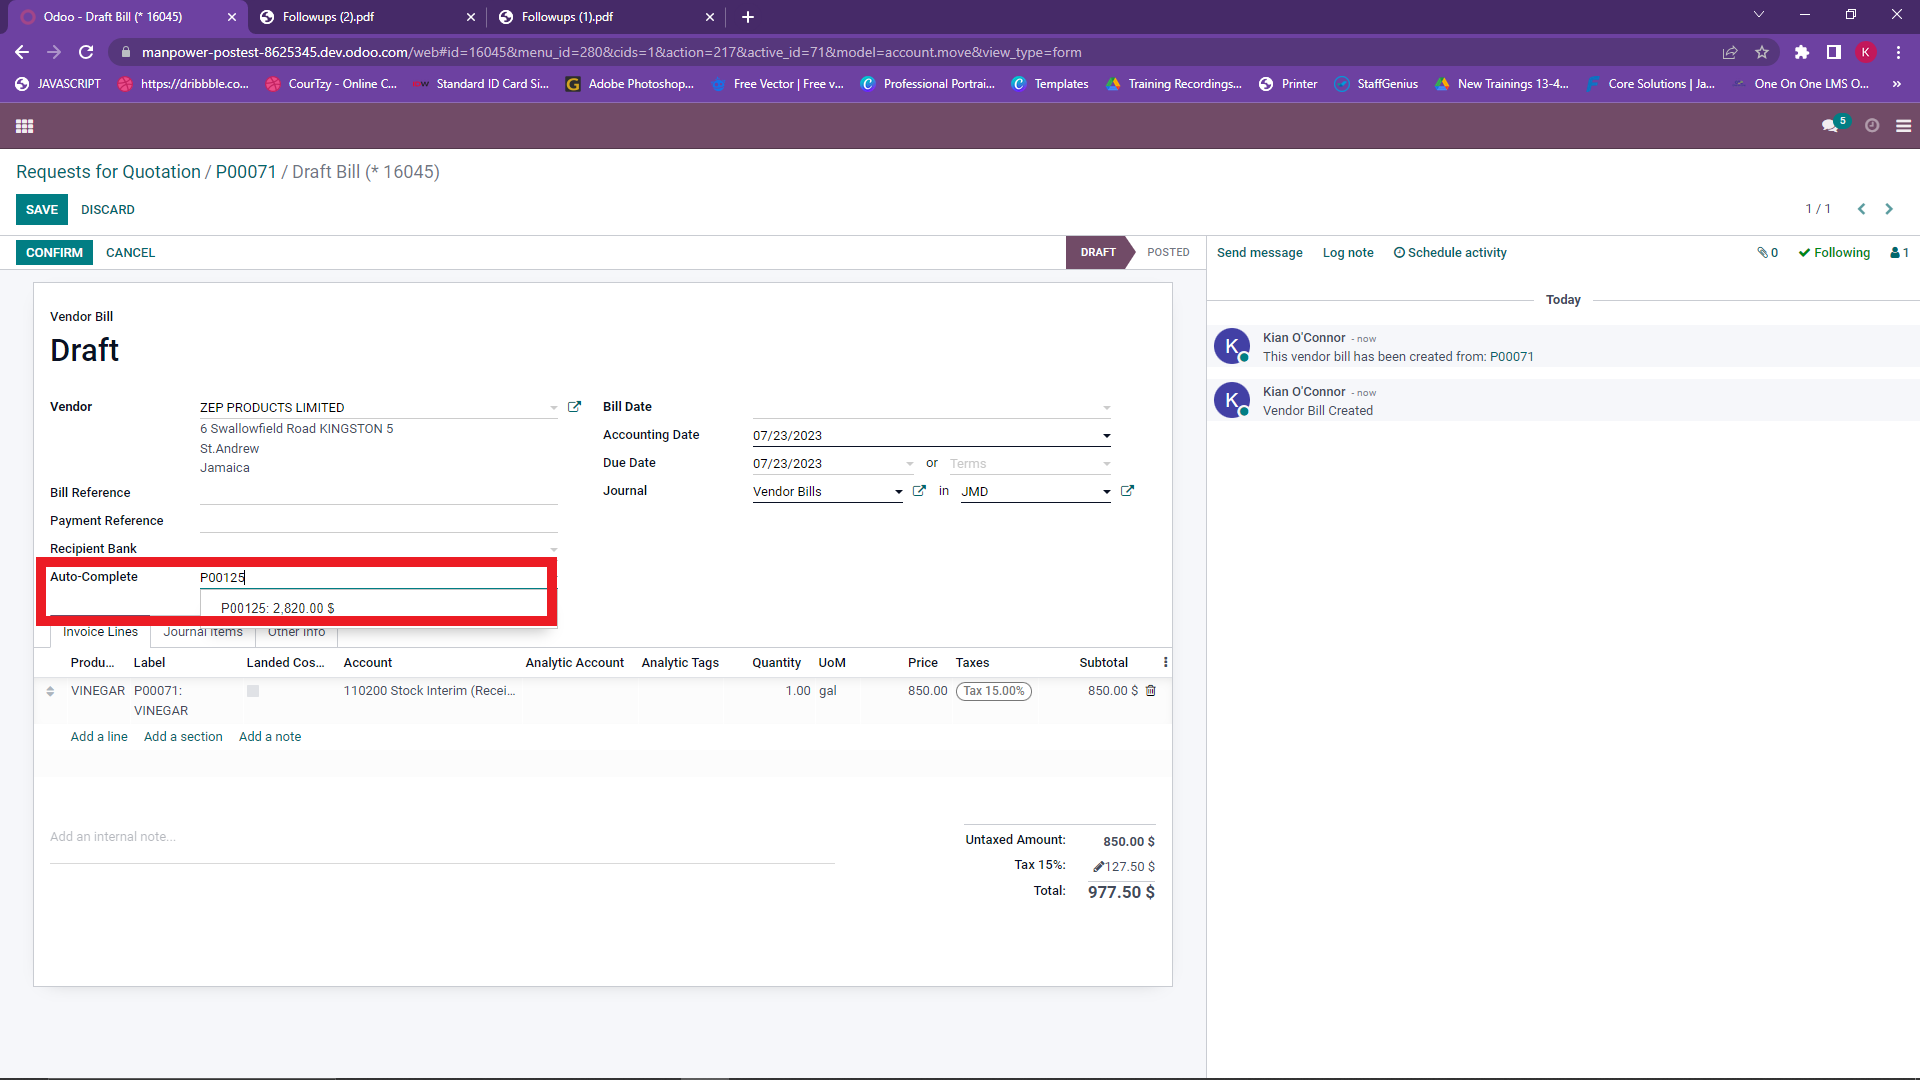 Odoo - Draft Bill (* 16045)
Followups (2).pdf
Followups (1).pdf
manpower-postest-8625345.dev.odoo.com/web#id=16045&menu_id=280&cids=1&action=217&active_id=71&model=account.move&view_type=form
K
JAVASCRIPT
https://dribbble.co...
CourTzy - Online C...
Standard ID Card Si...
Adobe Photoshop...
Free Vector | Free v...
Professional Portrai...
Templates
Training Recordings...
Printer
StaffGenius
New Trainings 13-4...
Core Solutions | Ja...
One On One LMS O...
»
5
Requests for Quotation / P00071 / Draft Bill (* 16045)
SAVE DISCARD
1 / 1
CONFIRM CANCEL
DRAFT POSTED
Send message Log note Schedule activity
0 Following 1
Vendor Bill
Draft
Vendor ZEP PRODUCTS LIMITED
6 Swallowfield Road KINGSTON 5
St.Andrew
Jamaica
Bill Reference
Payment Reference
Recipient Bank
Auto-Complete P00125
P00125: 2,820.00 $
Bill Date
Accounting Date 07/23/2023
Due Date 07/23/2023 or Terms
Journal Vendor Bills in JMD
Invoice Lines Journal Items Other Info
Produ... Label Landed Cos... Account Analytic Account Analytic Tags Quantity UoM Price Taxes Subtotal
VINEGAR P00071: 110200 Stock Interim (Recei... 1.00 gal 850.00 Tax 15.00% 850.00 $
VINEGAR
Add a line Add a section Add a note
Add an internal note...
Untaxed Amount: 850.00 $
Tax 15%: 127.50 $
Total: 977.50 $
Today
K
Kian O'Connor - now
This vendor bill has been created from: P00071
K
Kian O'Connor - now
Vendor Bill Created